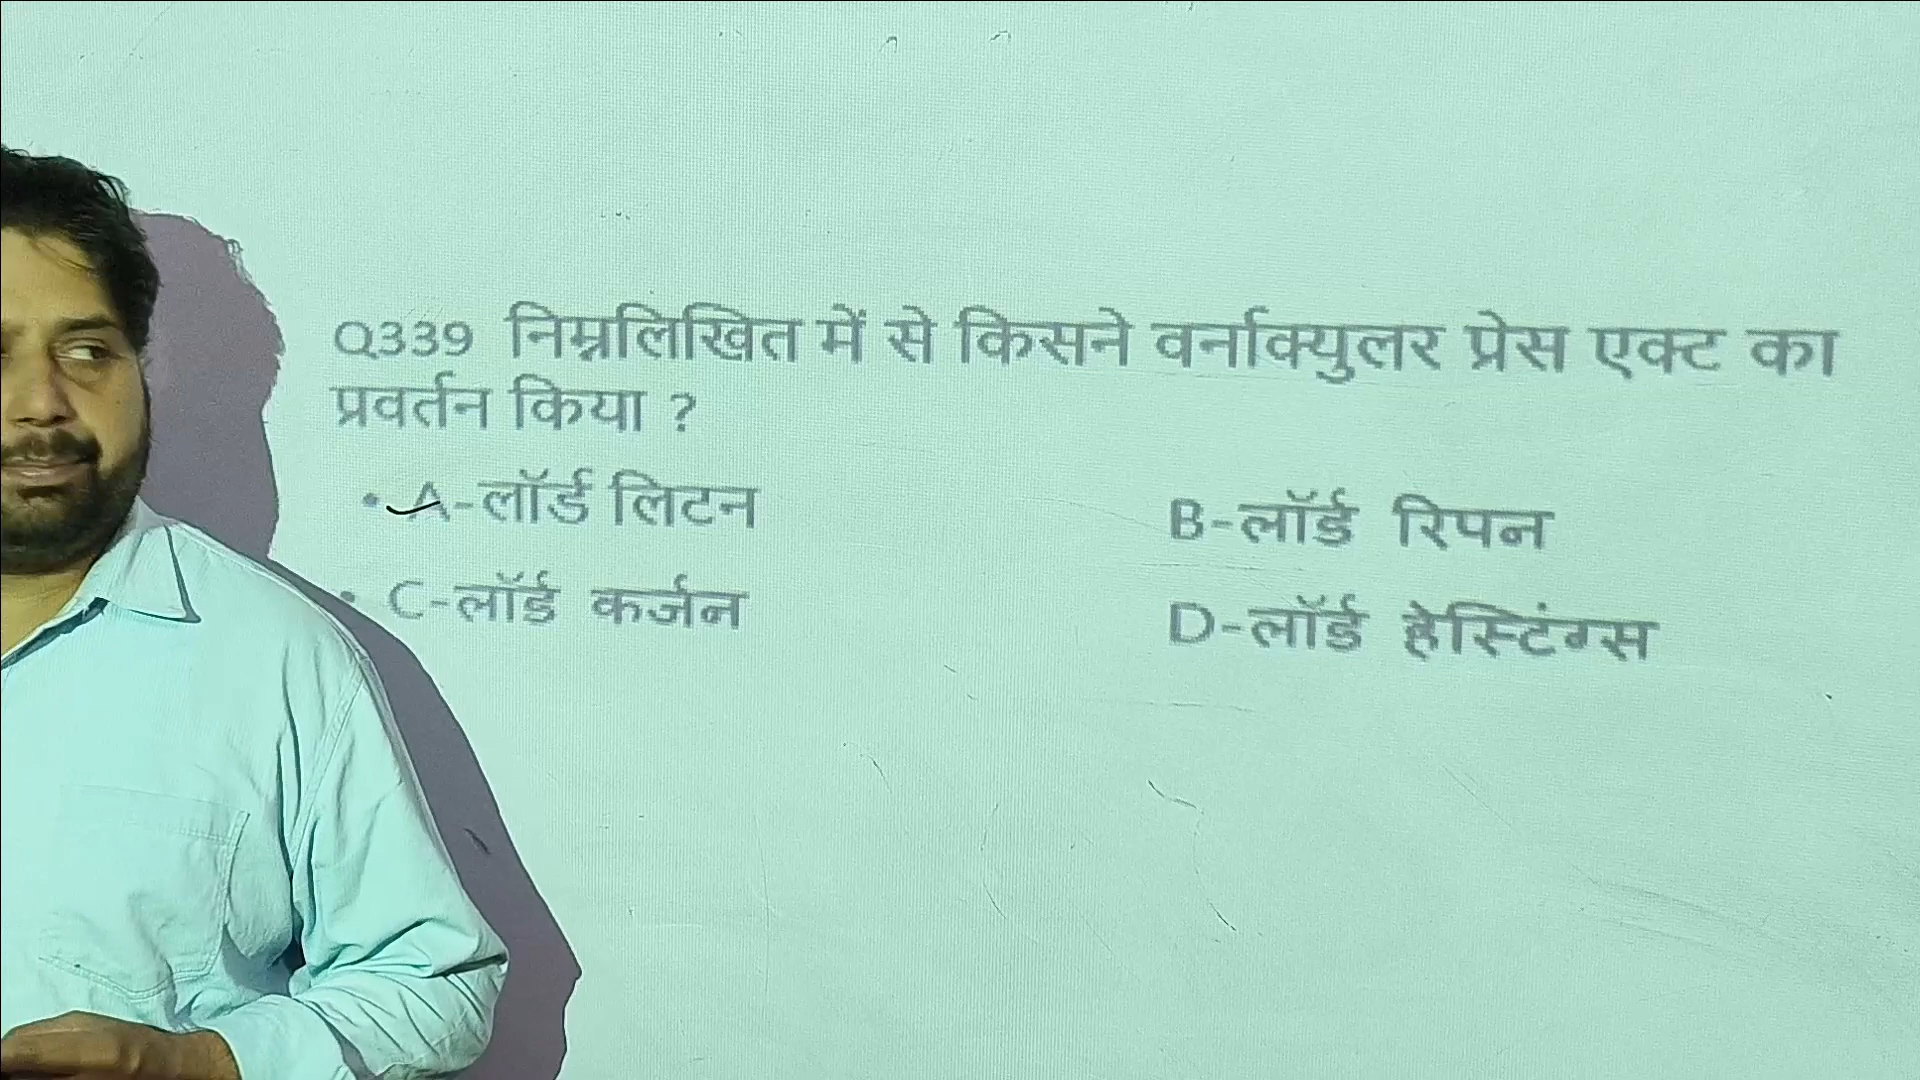 Q339 निम्नलिखित में से किसने वर्नाक्युलर प्रेस एक्ट का
प्रवर्तन किया ?
• A-लॉर्ड लिटन
B-लॉर्ड रिपन
• C-लॉर्ड कर्जन
D-लॉर्ड हेस्टिंग्स